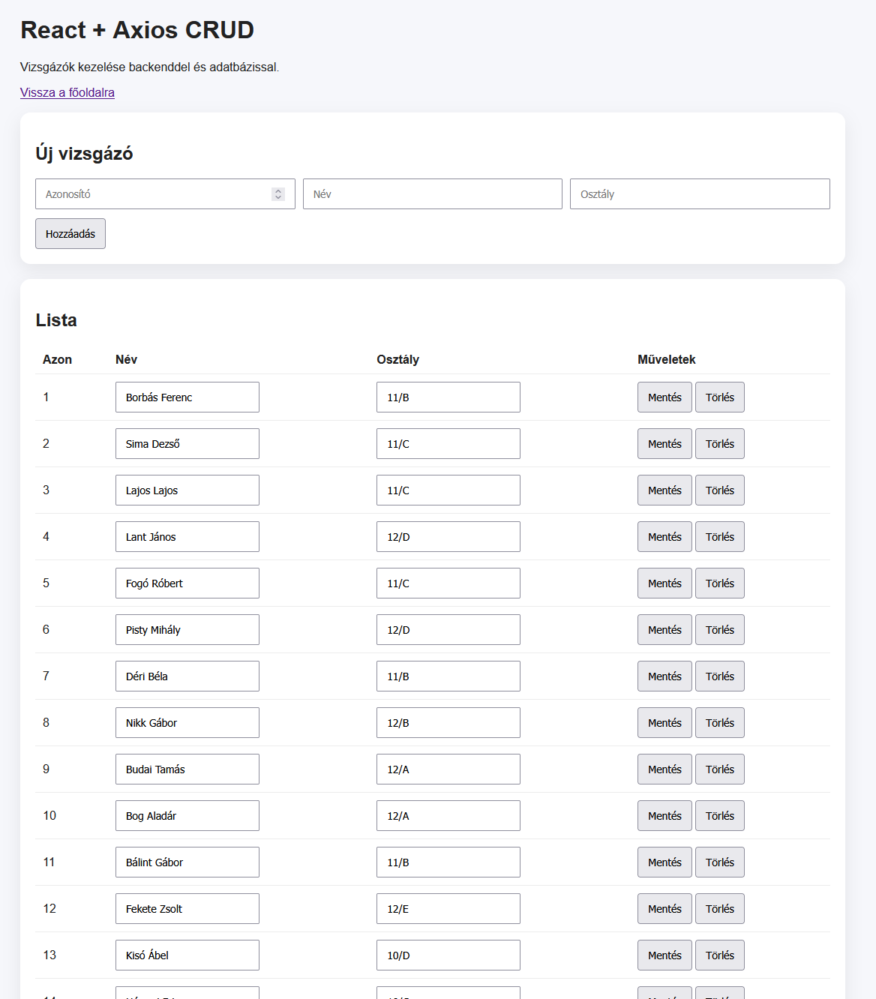 React + Axios CRUD
Vizsgázók kezelése backenddel és adatbázissal.
Vissza a főoldalra
Új vizsgázó
Azonosító Név Osztály
Hozzáadás
Lista
Azon Név Osztály Műveletek
1 Borbás Ferenc 11/B Mentés Törlés
2 Sima Dezső 11/C Mentés Törlés
3 Lajos Lajos 11/C Mentés Törlés
4 Lant János 12/D Mentés Törlés
5 Fogó Róbert 11/C Mentés Törlés
6 Pisty Mihály 12/D Mentés Törlés
7 Déri Béla 11/B Mentés Törlés
8 Nikk Gábor 12/B Mentés Törlés
9 Budai Tamás 12/A Mentés Törlés
10 Bog Aladár 12/A Mentés Törlés
11 Bálint Gábor 11/B Mentés Törlés
12 Fekete Zsolt 12/E Mentés Törlés
13 Kisó Ábel 10/D Mentés Törlés